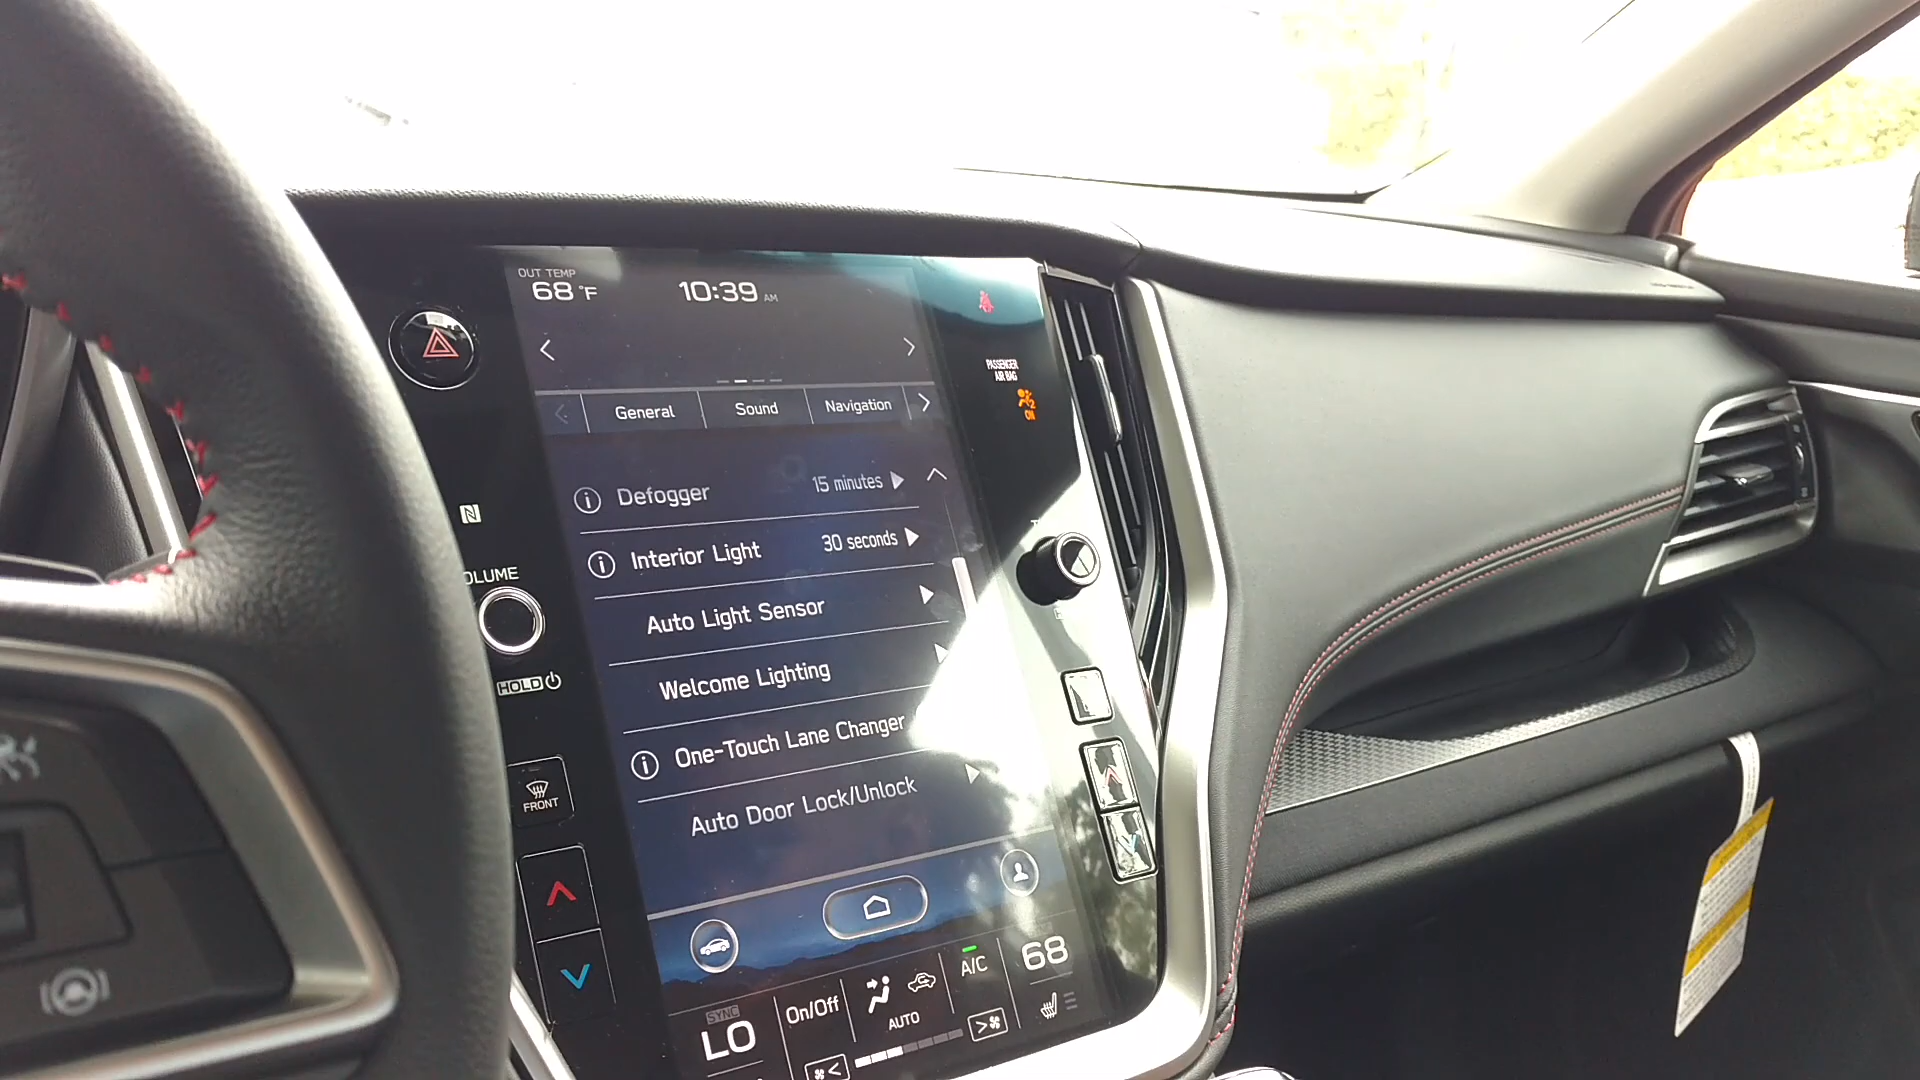 OUT TEMP
68 °F
10:39 AM
PASSENGER
AIR BAG
2
ON
General
Sound
Navigation
Defogger
15 minutes
Interior Light
30 seconds
Auto Light Sensor
Welcome Lighting
One-Touch Lane Changer
Auto Door Lock/Unlock
OLUME
HOLD
FRONT
SYNC
LO
On/Off
AUTO
A/C
68